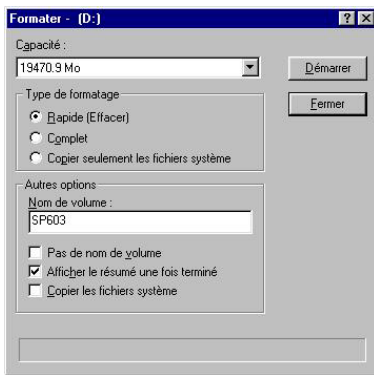 Formater - (D:)
Capacité :
19470.9 Mo
Démarrer
Fermer
Type de formatage
Rapide (Effacer)
Complet
Copier seulement les fichiers système
Autres options
Nom de volume :
SP603
Pas de nom de volume
Afficher le résumé une fois terminé
Copier les fichiers système